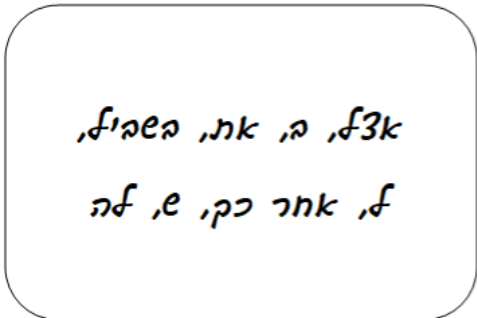 אצל, ב, את, בשביל,
ל, אחר כך, ש, לה